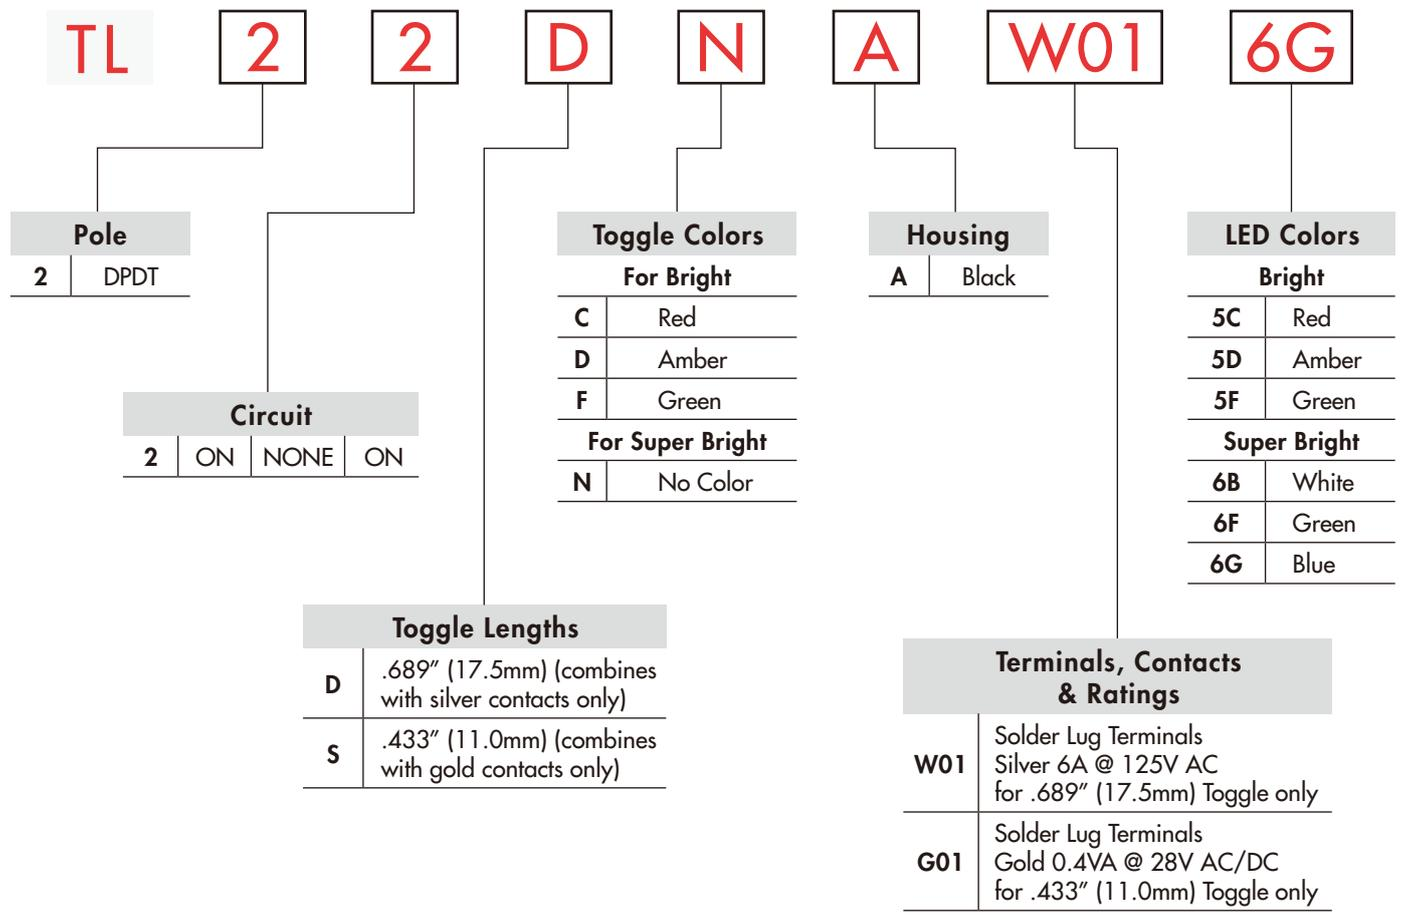 TL 2 2 D N A W01 6G
Pole
2 DPDT
Circuit
2 ON NONE ON
Toggle Lengths
D .689” (17.5mm) (combines
with silver contacts only)
S .433” (11.0mm) (combines
with gold contacts only)
Toggle Colors
For Bright
C Red
D Amber
F Green
For Super Bright
N No Color
Housing
A Black
Terminals, Contacts
& Ratings
W01 Solder Lug Terminals
Silver 6A @ 125V AC
for .689” (17.5mm) Toggle only
G01 Solder Lug Terminals
Gold 0.4VA @ 28V AC/DC
for .433” (11.0mm) Toggle only
LED Colors
Bright
5C Red
5D Amber
5F Green
Super Bright
6B White
6F Green
6G Blue